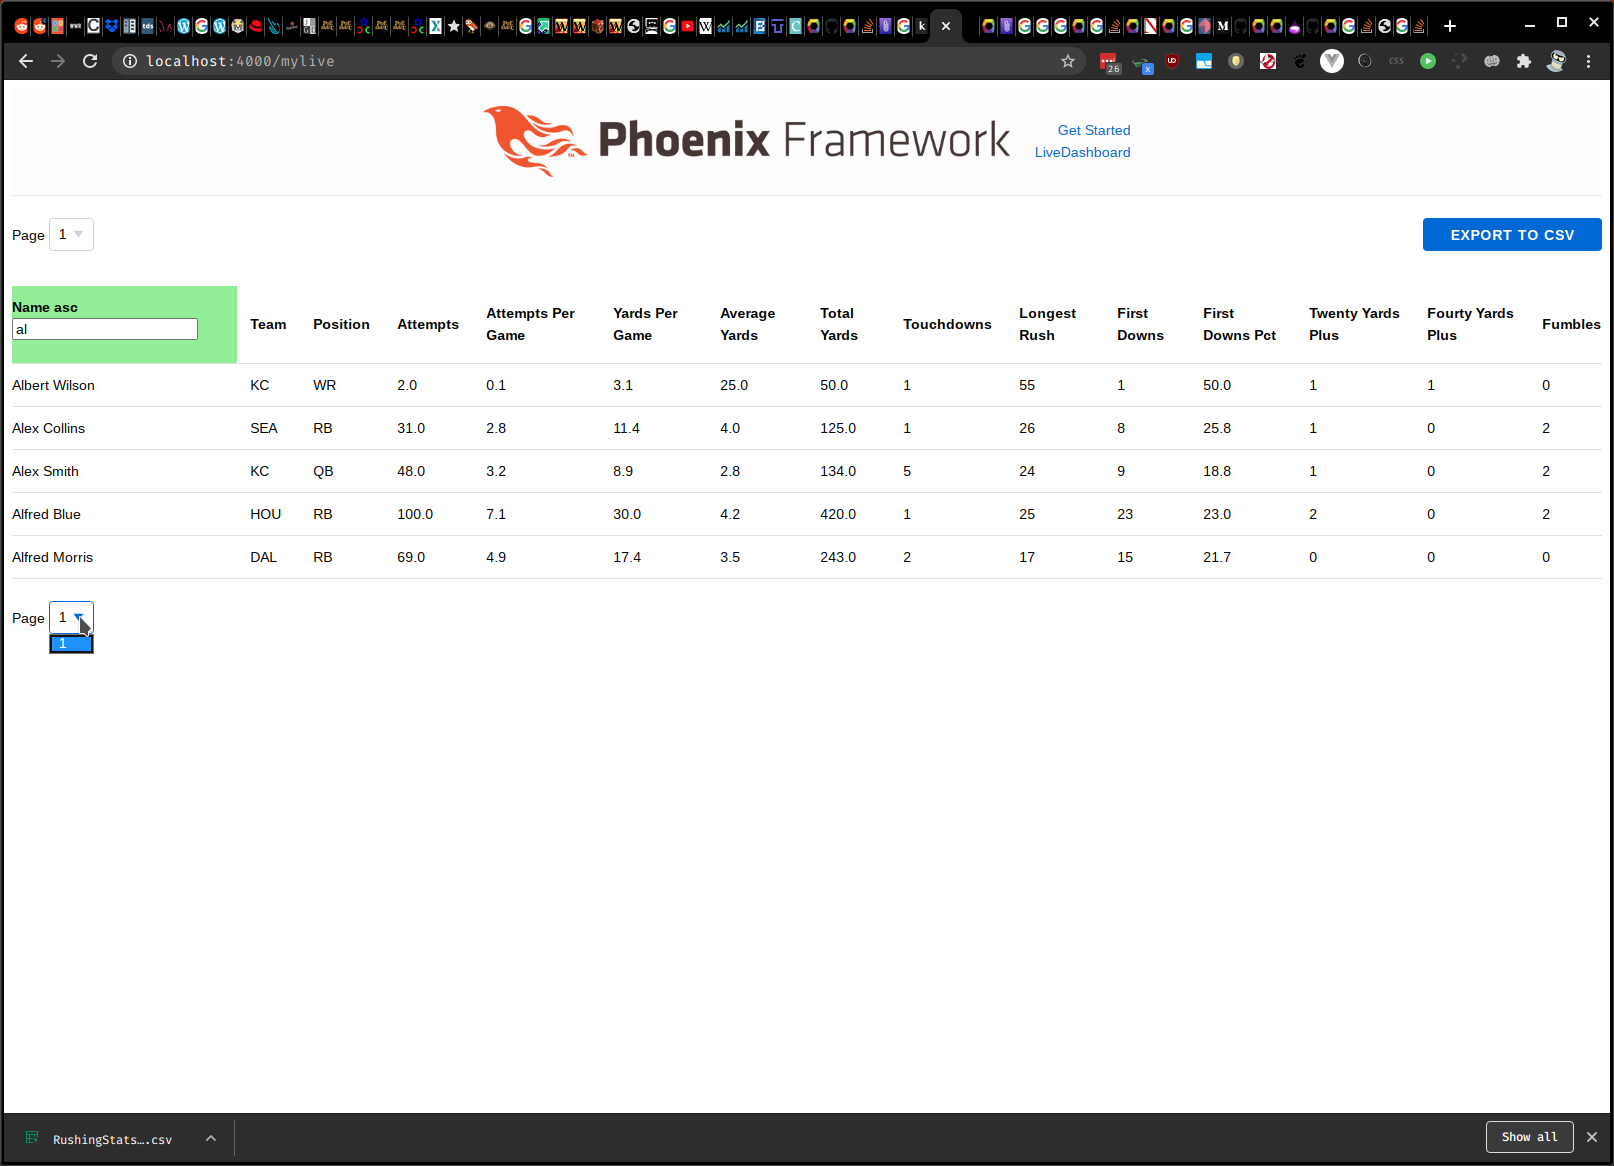 localhost:4000/mylive
26
x
css
Phoenix Framework
™
Get Started
LiveDashboard
Page 1
EXPORT TO CSV
Name asc
al
Team
Position
Attempts
Attempts Per Game
Yards Per Game
Average Yards
Total Yards
Touchdowns
Longest Rush
First Downs
First Downs Pct
Twenty Yards Plus
Fourty Yards Plus
Fumbles
Albert Wilson KC WR 2.0 0.1 3.1 25.0 50.0 1 55 1 50.0 1 1 0
Alex Collins SEA RB 31.0 2.8 11.4 4.0 125.0 1 26 8 25.8 1 0 2
Alex Smith KC QB 48.0 3.2 8.9 2.8 134.0 5 24 9 18.8 1 0 2
Alfred Blue HOU RB 100.0 7.1 30.0 4.2 420.0 1 25 23 23.0 2 0 2
Alfred Morris DAL RB 69.0 4.9 17.4 3.5 243.0 2 17 15 21.7 0 0 0
Page 1
1
RushingStats....csv
Show all